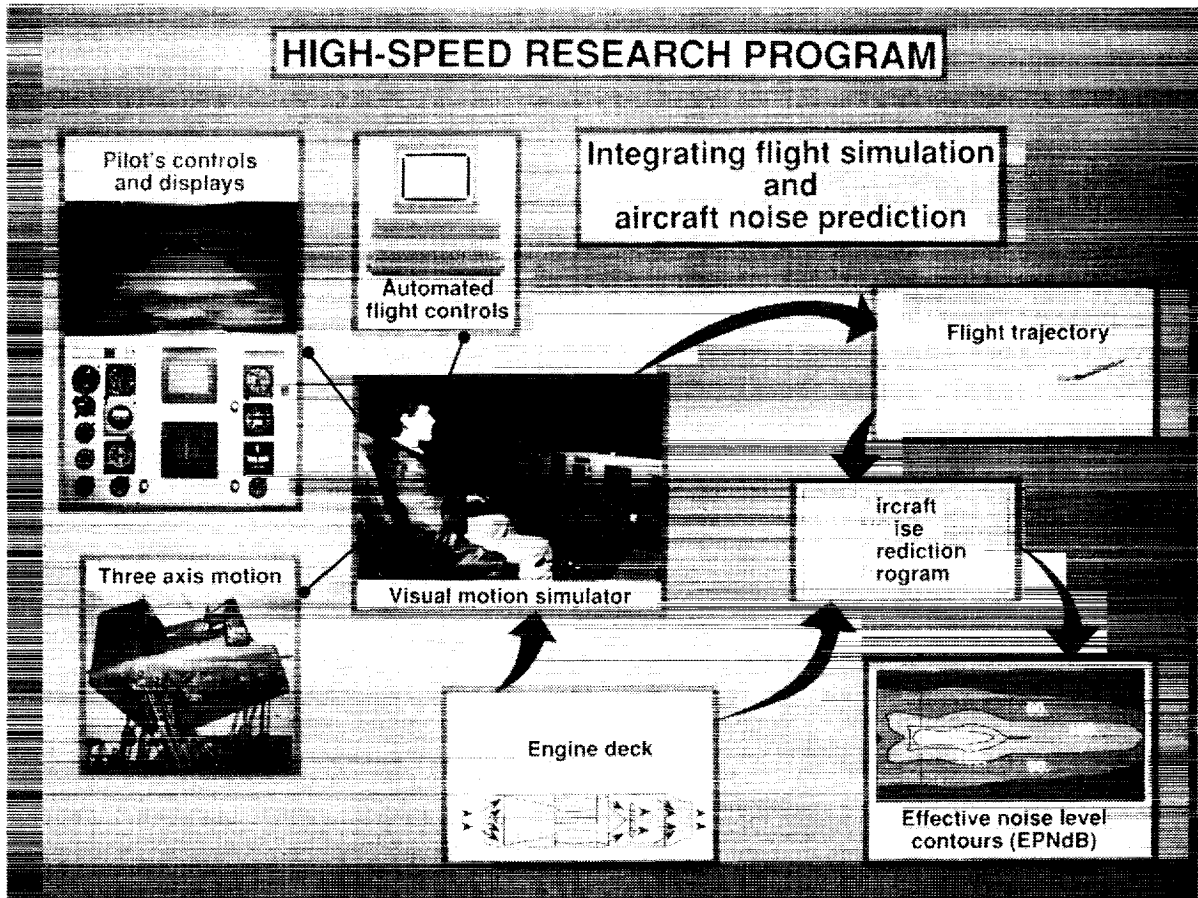 HIGH-SPEED RESEARCH PROGRAM
Pilot's controls
and displays
Automated
flight controls
Integrating flight simulation
and
aircraft noise prediction
Flight trajectory
Three axis motion
Visual motion simulator
ircraft
ise
rediction
rogram
Engine deck
Effective noise level
contours (EPNdB)